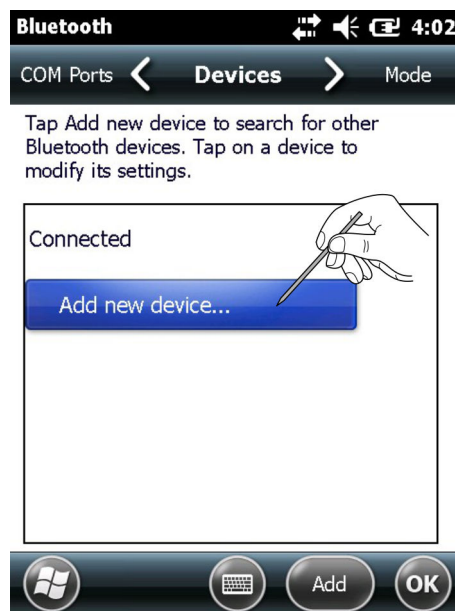 Bluetooth 4:02
COM Ports Devices Mode
Tap Add new device to search for other
Bluetooth devices. Tap on a device to
modify its settings.
Connected
Add new device...
Add OK